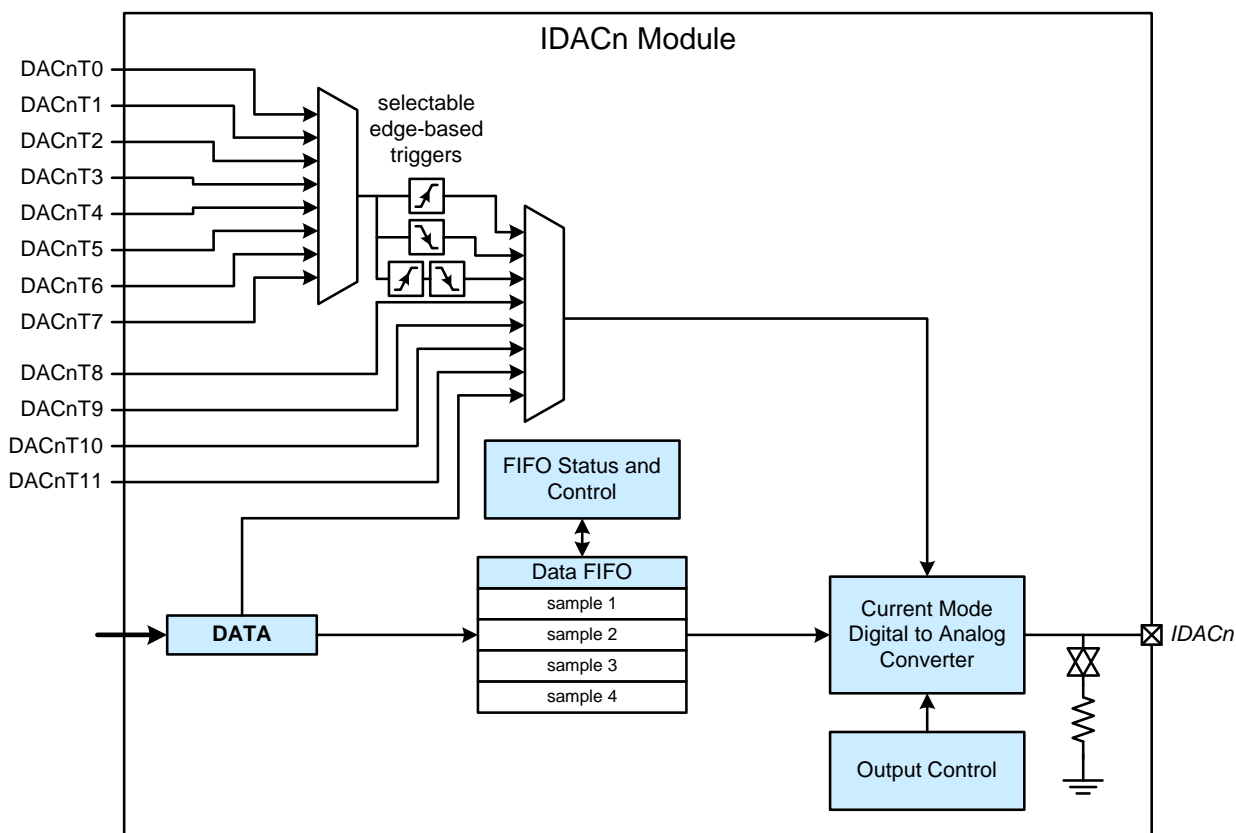 IDACn Module
DACnT0
DACnT1
DACnT2
DACnT3
DACnT4
DACnT5
DACnT6
DACnT7
selectable
edge-based
triggers
DACnT8
DACnT9
DACnT10
DACnT11
FIFO Status and
Control
Data FIFO
sample 1
sample 2
sample 3
sample 4
DATA
Current Mode
Digital to Analog
Converter
IDACn
Output Control